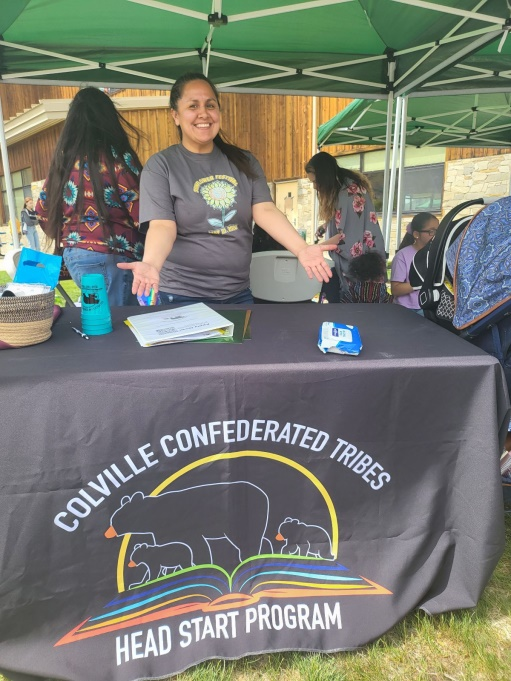 COLVILLE CONFEDERATED TRIBES
HEAD START PROGRAM